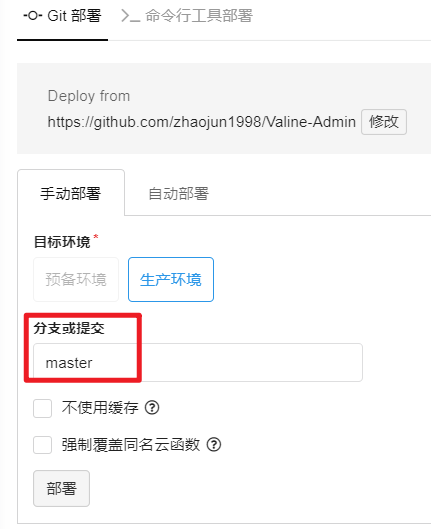 Git 部署 命令行工具部署
Deploy from
https://github.com/zhaojun1998/Valine-Admin 修改
手动部署 自动部署
目标环境 *
预备环境 生产环境
分支或提交
master
不使用缓存 ?
强制覆盖同名云函数 ?
部署